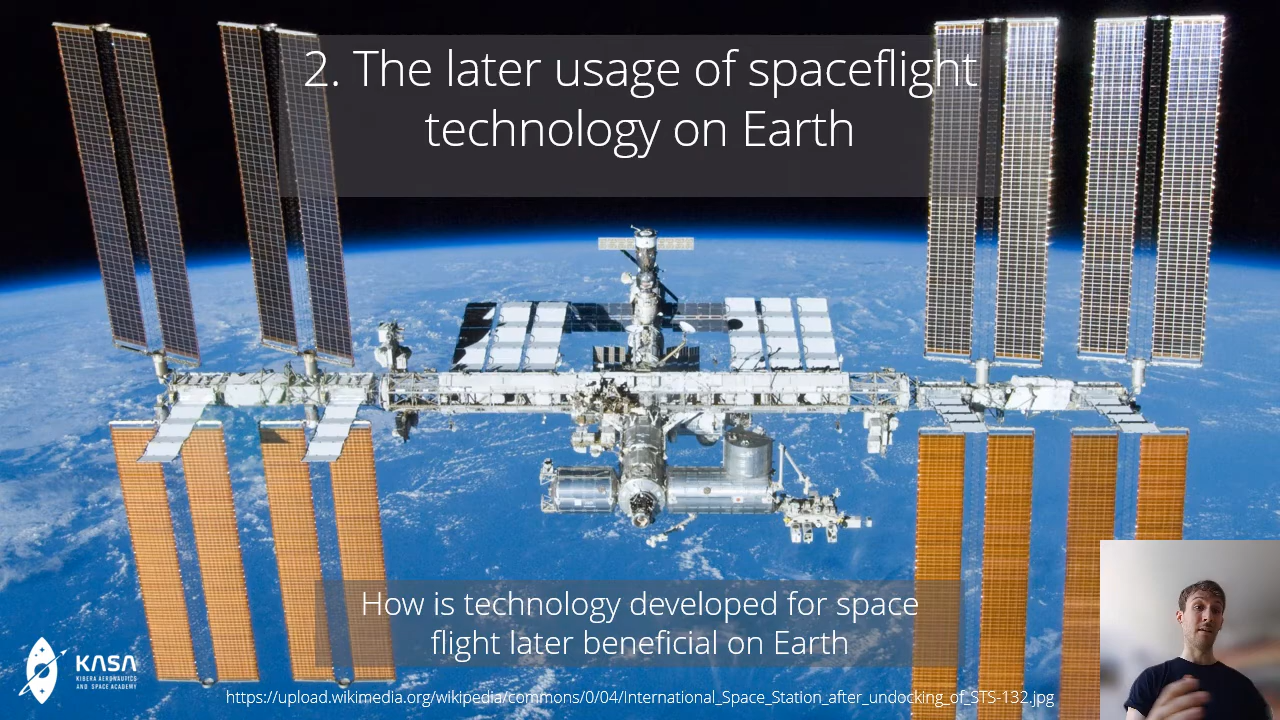 2. The later usage of spaceflight
technology on Earth
How is technology developed for space
flight later beneficial on Earth
KASA
KIBERA AERONAUTICS
AND SPACE ACADEMY
https://upload.wikimedia.org/wikipedia/commons/0/04/International_Space_Station_after_undocking_of_STS-132.jpg